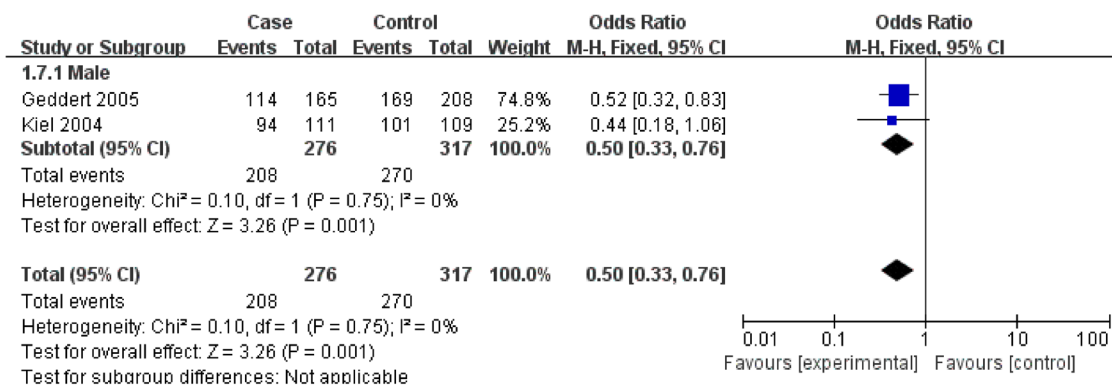 Case Control Odds Ratio Odds Ratio
Study or Subgroup Events Total Events Total Weight M-H, Fixed, 95% CI M-H, Fixed, 95% CI
1.7.1 Male
Geddert 2005 114 165 169 208 74.8% 0.52 [0.32, 0.83]
Kiel 2004 94 111 101 109 25.2% 0.44 [0.18, 1.06]
Subtotal (95% CI) 276 317 100.0% 0.50 [0.33, 0.76]
Total events 208 270
Heterogeneity: Chi² = 0.10, df = 1 (P = 0.75); I² = 0%
Test for overall effect: Z = 3.26 (P = 0.001)
Total (95% CI) 276 317 100.0% 0.50 [0.33, 0.76]
Total events 208 270
Heterogeneity: Chi² = 0.10, df = 1 (P = 0.75); I² = 0%
Test for overall effect: Z = 3.26 (P = 0.001)
Test for subgroup differences: Not applicable
0.01 0.1 1 10 100
Favours [experimental] Favours [control]